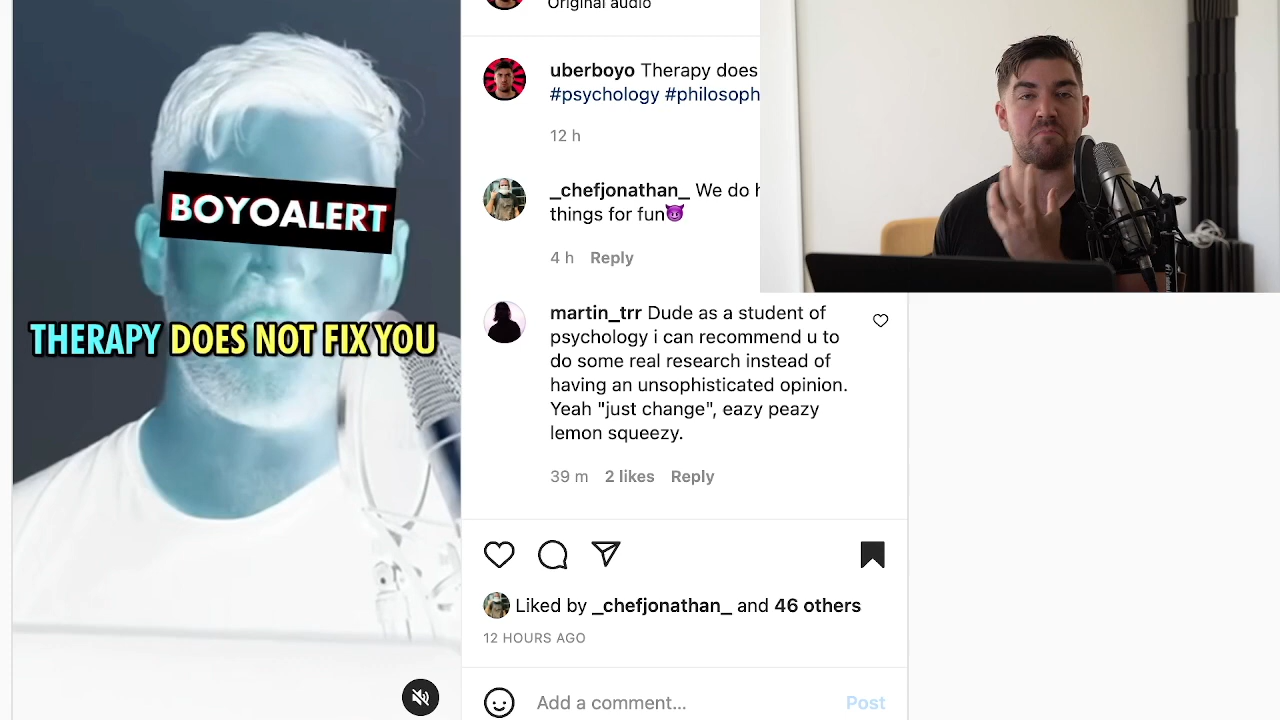 Original audio
uberboyo Therapy does
#psychology #philosoph
12 h
_chefjonathan_ We do h
things for fun😈
4 h Reply
BOYOALERT
THERAPY DOES NOT FIX YOU
martin_trr Dude as a student of
psychology i can recommend u to
do some real research instead of
having an unsophisticated opinion.
Yeah "just change", eazy peazy
lemon squeezy.
39 m 2 likes Reply
Liked by _chefjonathan_ and 46 others
12 HOURS AGO
Add a comment... Post